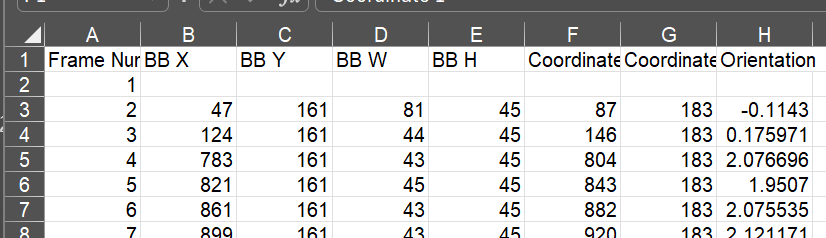 A B C D E F G H
1 Frame Nur BB X BB Y BB W BB H Coordinate Coordinate Orientation
2 1
3 2 47 161 81 45 87 183 -0.1143
4 3 124 161 44 45 146 183 0.175971
5 4 783 161 43 45 804 183 2.076696
6 5 821 161 45 45 843 183 1.9507
7 6 861 161 43 45 882 183 2.075535
8 7 899 161 43 45 920 183 2.121171